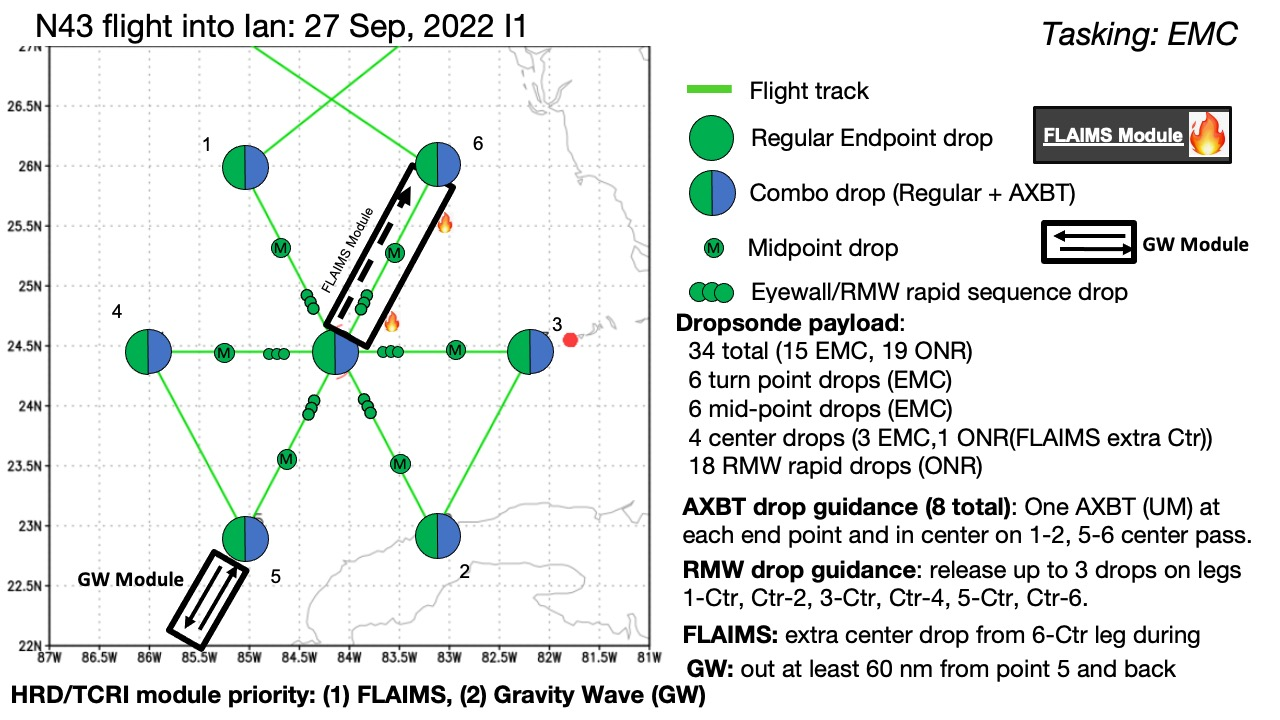 N43 flight into Ian: 27 Sep, 2022 I1
Tasking: EMC
27N
26.5N
26N
25.5N
25N
24.5N
24N
23.5N
23N
22.5N
22N
87W 86.5W 86W 85.5W 85W 84.5W 84W 83.5W 83W 82.5W 82W 81.5W 81W
1
6
M
M
FLAIMS Module
4
3
M
M
M
M
5
2
GW Module
Flight track
Regular Endpoint drop
FLAIMS Module
Combo drop (Regular + AXBT)
M Midpoint drop
GW Module
Eyewall/RMW rapid sequence drop
Dropsonde payload:
34 total (15 EMC, 19 ONR)
6 turn point drops (EMC)
6 mid-point drops (EMC)
4 center drops (3 EMC,1 ONR(FLAIMS extra Ctr))
18 RMW rapid drops (ONR)
AXBT drop guidance (8 total): One AXBT (UM) at
each end point and in center on 1-2, 5-6 center pass.
RMW drop guidance: release up to 3 drops on legs
1-Ctr, Ctr-2, 3-Ctr, Ctr-4, 5-Ctr, Ctr-6.
FLAIMS: extra center drop from 6-Ctr leg during
GW: out at least 60 nm from point 5 and back
HRD/TCRI module priority: (1) FLAIMS, (2) Gravity Wave (GW)